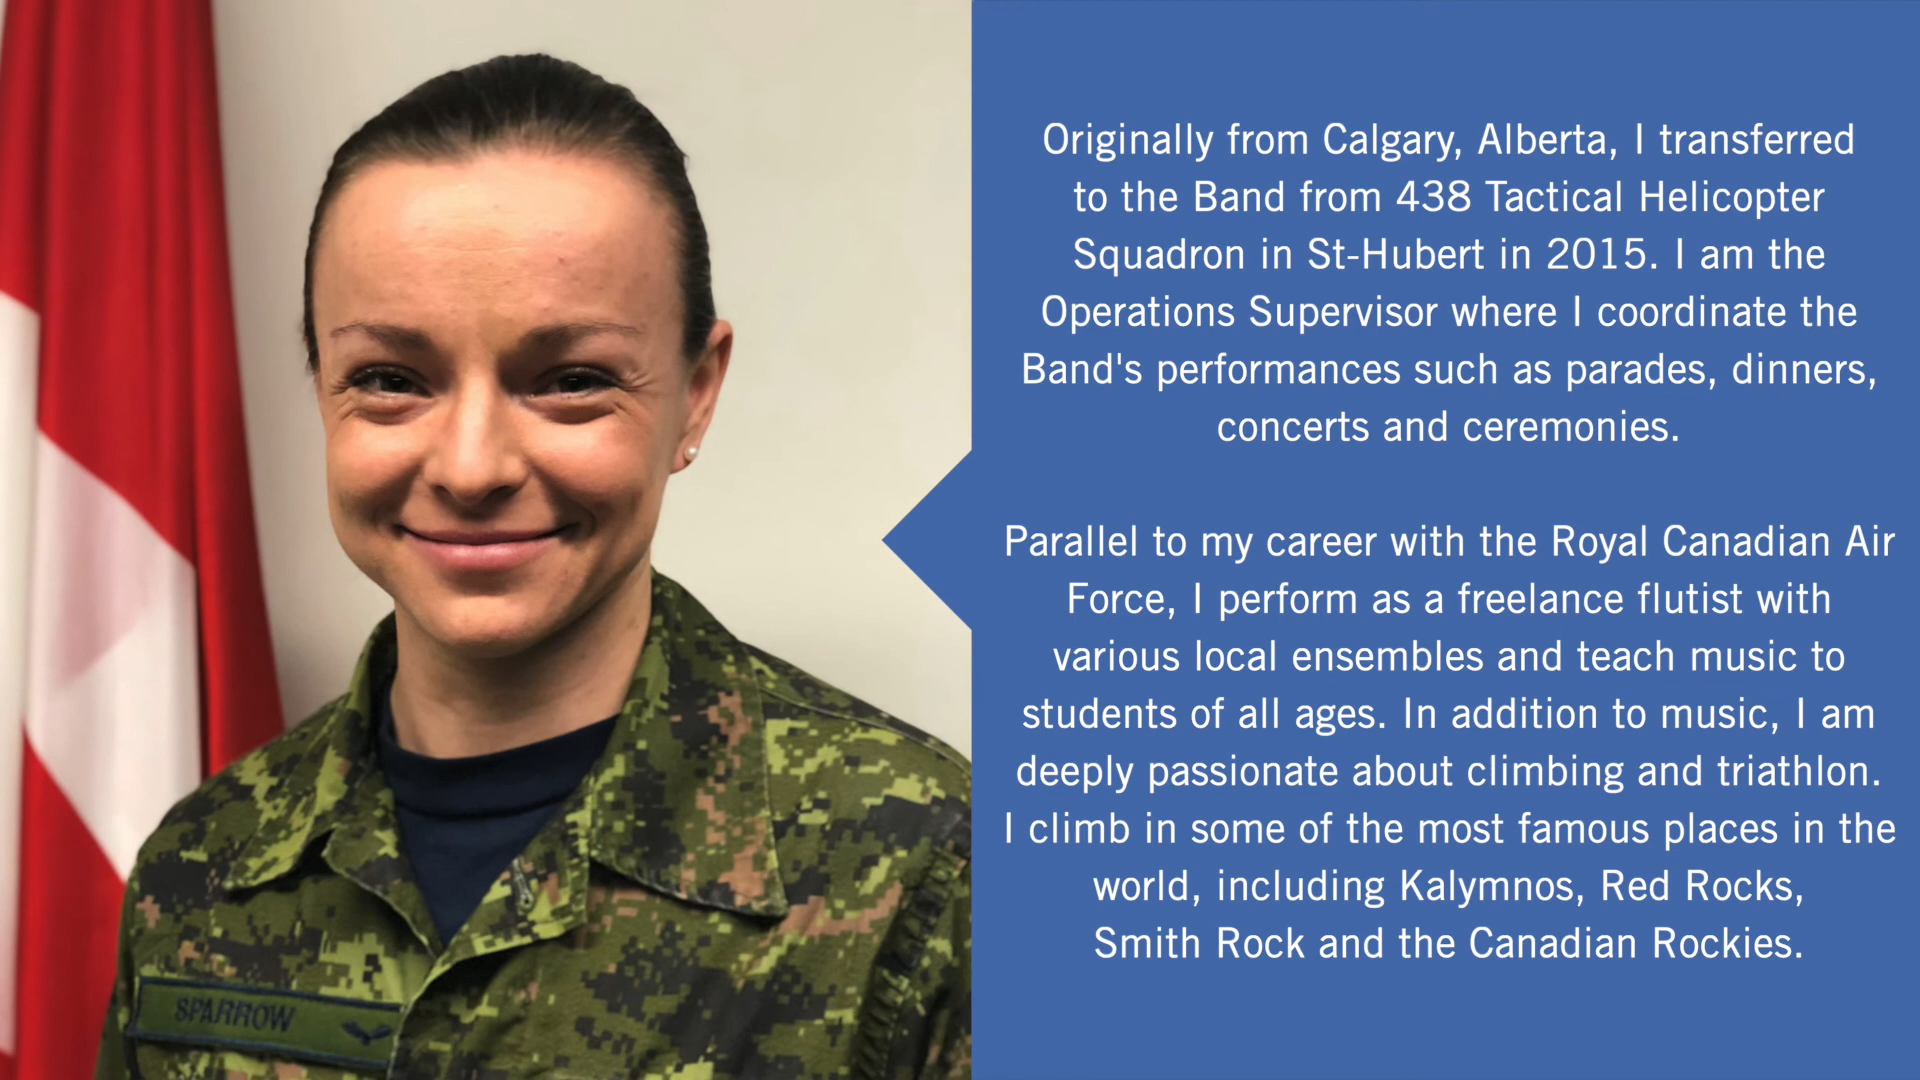 Originally from Calgary, Alberta, I transferred
to the Band from 438 Tactical Helicopter
Squadron in St-Hubert in 2015. I am the
Operations Supervisor where I coordinate the
Band's performances such as parades, dinners,
concerts and ceremonies.
Parallel to my career with the Royal Canadian Air
Force, I perform as a freelance flutist with
various local ensembles and teach music to
students of all ages. In addition to music, I am
deeply passionate about climbing and triathlon.
I climb in some of the most famous places in the
world, including Kalymnos, Red Rocks,
Smith Rock and the Canadian Rockies.
SPARROW